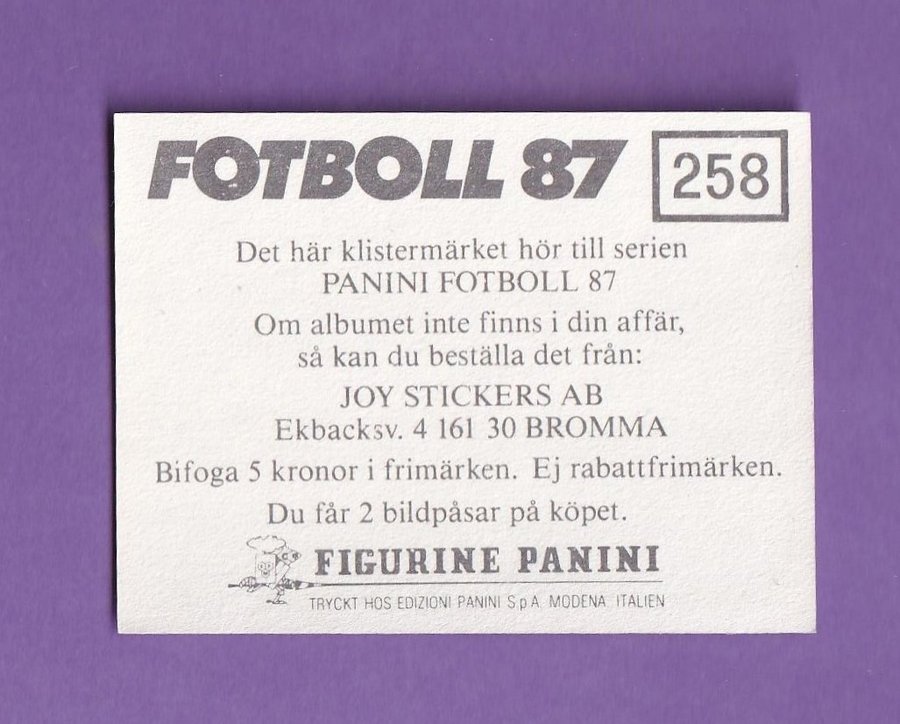 FOTBOLL 87 258
Det här klistermärket hör till serien
PANINI FOTBOLL 87
Om albumet inte finns i din affär,
så kan du beställa det från:
JOY STICKERS AB
Ekbacksv. 4 161 30 BROMMA
Bifoga 5 kronor i frimärken. Ej rabattfrimärken.
Du får 2 bildpåsar på köpet.
FIGURINE PANINI
TRYCKT HOS EDIZIONI PANINI S.p.A. MODENA ITALIEN